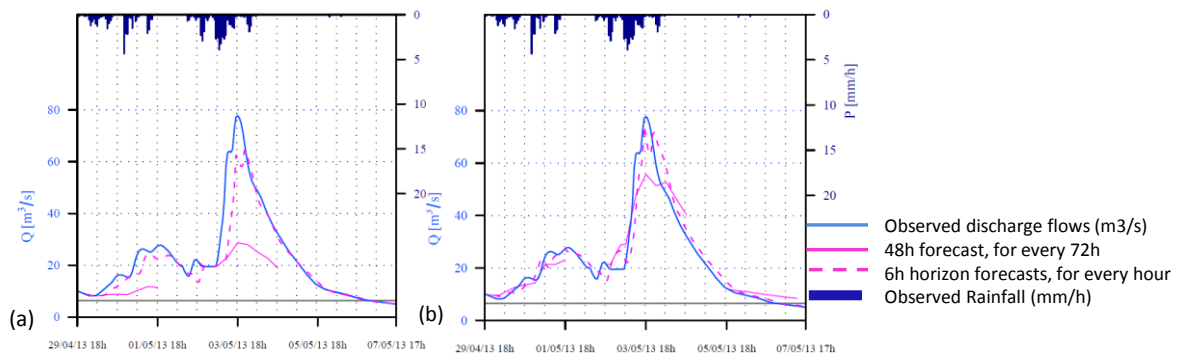 0
5
10
15
20
80
60
40
20
0
Q [m³/s]
(a)
29/04/13 18h
01/05/13 18h
03/05/13 18h
05/05/13 18h
07/05/13 17h
0
5
10
15
20
P [mm/h]
80
60
40
20
0
Q [m³/s]
(b)
29/04/13 18h
01/05/13 18h
03/05/13 18h
05/05/13 18h
07/05/13 17h
Observed discharge flows (m3/s)
48h forecast, for every 72h
6h horizon forecasts, for every hour
Observed Rainfall (mm/h)